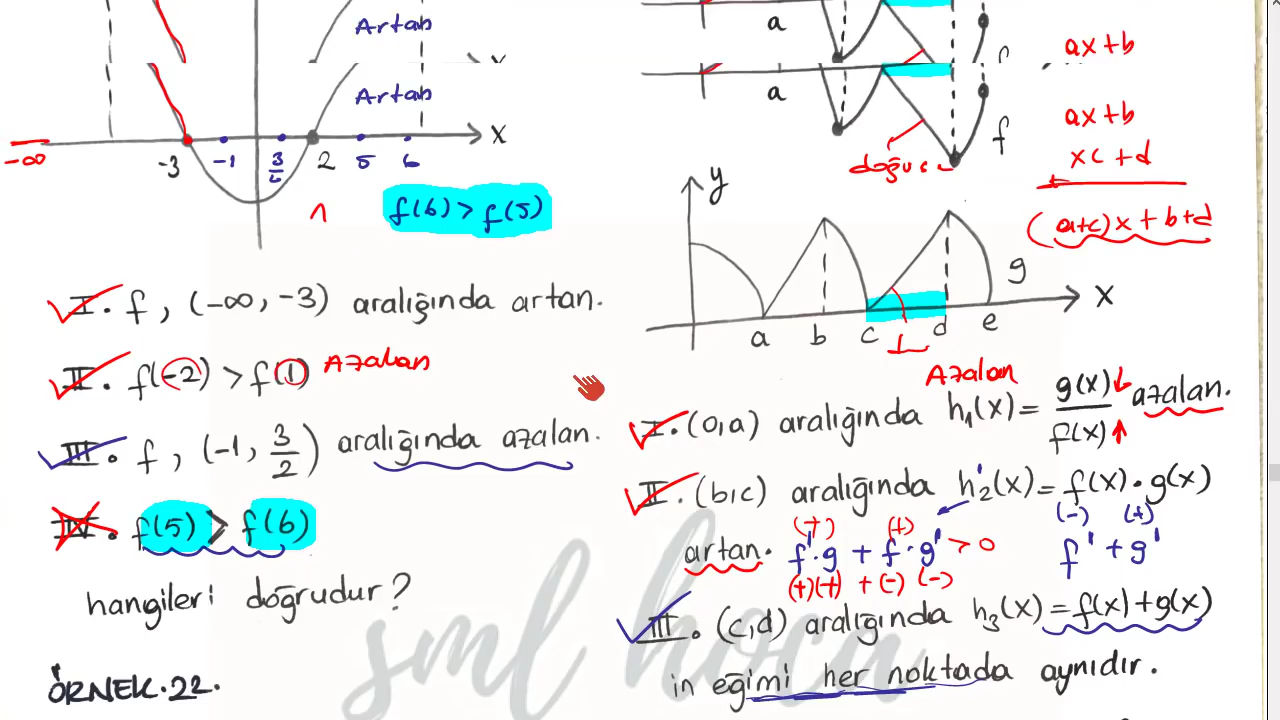 Artan
Artan
x
-∞
-3
-1
3/2
2
5
6
f(6) > f(5)
I. f, (-∞, -3) aralığında artan.
II. f(-2) > f(1) Azalan
III. f, (-1, 3/2) aralığında azalan.
IV. f(5) > f(6)
hangileri doğrudur?
ÖRNEK.22.
a
ax+b
a
f
ax+b
xc+d
(a+c)x+b+d
y
g
x
a b c d e
Azalan
I. (0,a) aralığında h₁(x) = g(x)↓ / f(x)↑ azalan.
II. (b,c) aralığında h₂'(x) = f(x)·g(x)
(+) (+) (-) (+)
artan. f'·g + f·g' > 0 f' + g'
(+)(+) + (-) (-)
III. (c,d) aralığında h₃(x) = f(x)+g(x)
in eğimi her noktada aynıdır.
sml hoca